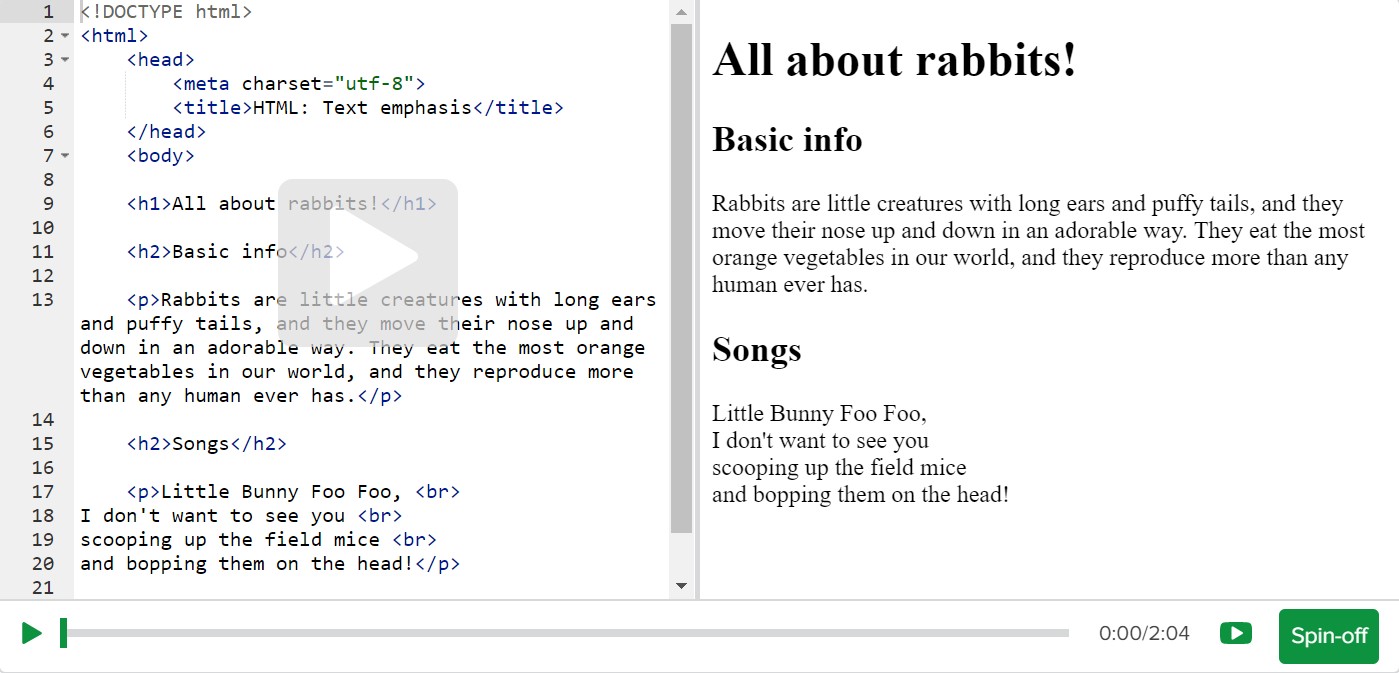 1 <!DOCTYPE html>
2 <html>
3 <head>
4 <meta charset="utf-8">
5 <title>HTML: Text emphasis</title>
6 </head>
7 <body>
8
9 <h1>All about rabbits!</h1>
10
11 <h2>Basic info</h2>
12
13 <p>Rabbits are little creatures with long ears
and puffy tails, and they move their nose up and
down in an adorable way. They eat the most orange
vegetables in our world, and they reproduce more
than any human ever has.</p>
14
15 <h2>Songs</h2>
16
17 <p>Little Bunny Foo Foo, <br>
18 I don't want to see you <br>
19 scooping up the field mice <br>
20 and bopping them on the head!</p>
21
All about rabbits!
Basic info
Rabbits are little creatures with long ears and puffy tails, and they
move their nose up and down in an adorable way. They eat the most
orange vegetables in our world, and they reproduce more than any
human ever has.
Songs
Little Bunny Foo Foo,
I don't want to see you
scooping up the field mice
and bopping them on the head!
0:00/2:04
Spin-off